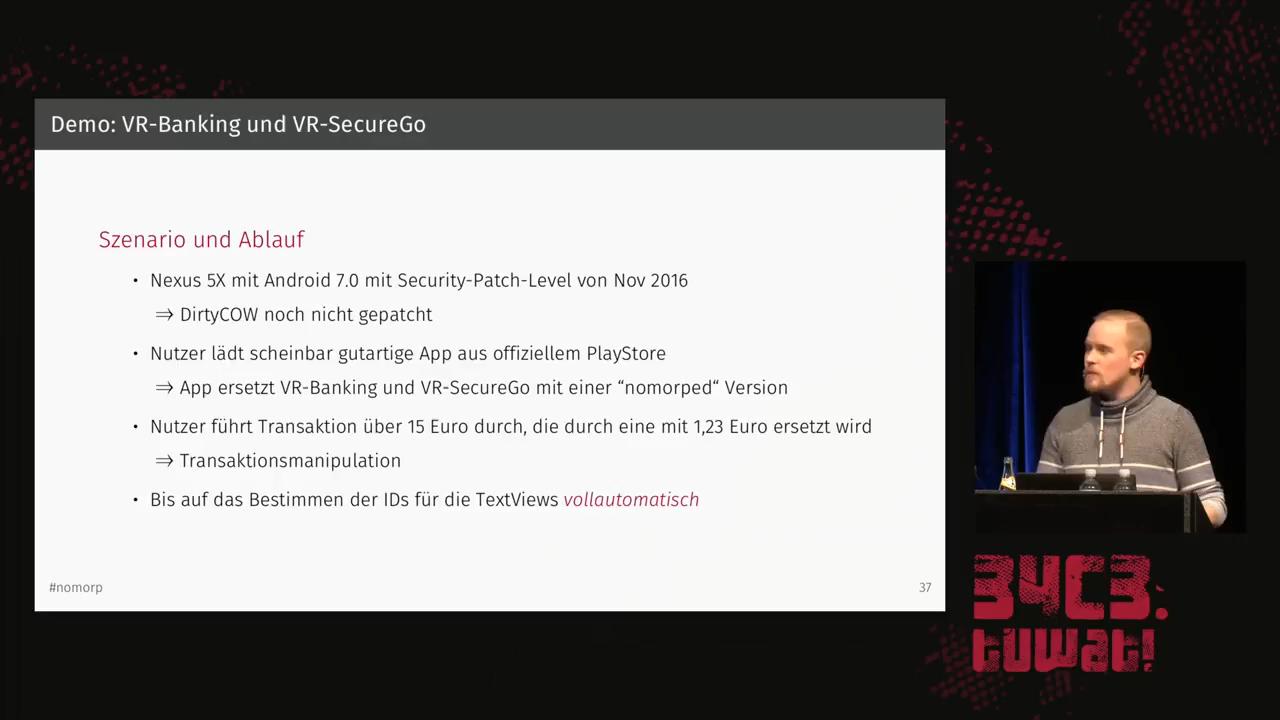 Demo: VR-Banking und VR-SecureGo
Szenario und Ablauf
• Nexus 5X mit Android 7.0 mit Security-Patch-Level von Nov 2016
⇒ DirtyCOW noch nicht gepatcht
• Nutzer lädt scheinbar gutartige App aus offiziellem PlayStore
⇒ App ersetzt VR-Banking und VR-SecureGo mit einer “nomorped“ Version
• Nutzer führt Transaktion über 15 Euro durch, die durch eine mit 1,23 Euro ersetzt wird
⇒ Transaktionsmanipulation
• Bis auf das Bestimmen der IDs für die TextViews vollautomatisch
#nomorp
37
34C3.
tuwat!